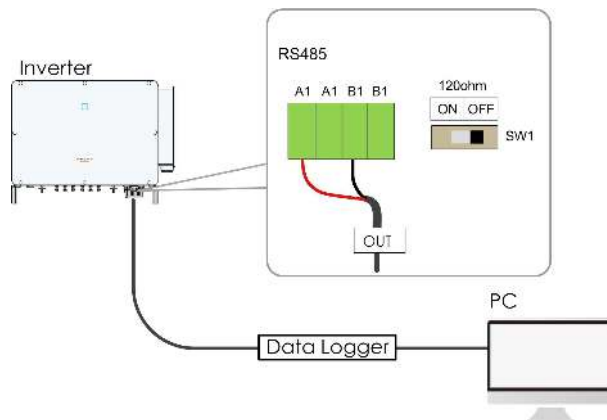 Inverter
RS485
A1 A1 B1 B1
120ohm
ON OFF
SW1
OUT
PC
Data Logger